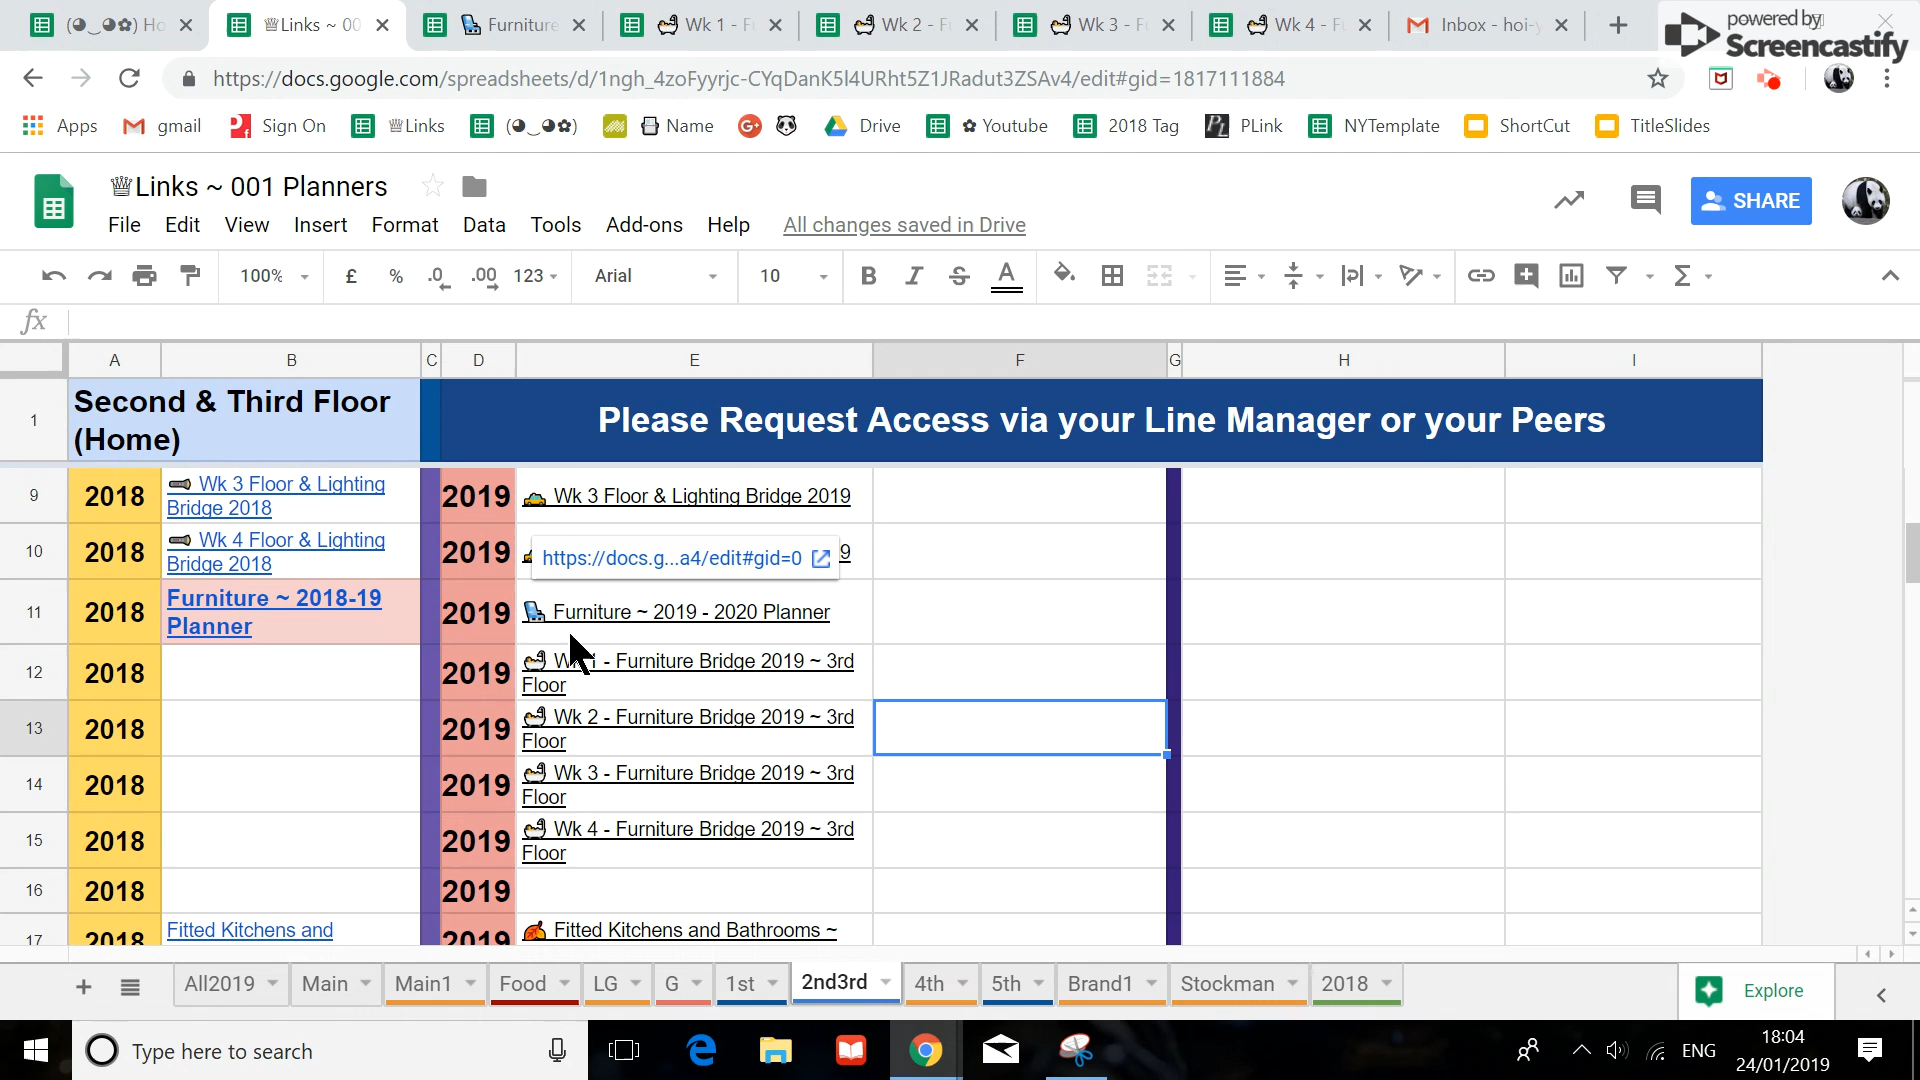 (◕‿◕✿) Ho
♕Links ~ 00
Furniture
Wk 1 - F
Wk 2 - F
Wk 3 - F
Wk 4 - F
Inbox - hoi-y
powered by
Screencastify
https://docs.google.com/spreadsheets/d/1ngh_4zoFyyrjc-CYqDanK5l4URht5Z1JRadut3ZSAv4/edit#gid=1817111884
Apps
gmail
Sign On
♕Links
(◕‿◕✿)
Name
Drive
✿ Youtube
2018 Tag
PLink
NYTemplate
ShortCut
TitleSlides
♕Links ~ 001 Planners
File Edit View Insert Format Data Tools Add-ons Help All changes saved in Drive
SHARE
100% £ % .0 .00 123 Arial 10 B I S A
fx
A B C D E F G H I
1 Second & Third Floor
(Home)
Please Request Access via your Line Manager or your Peers
9 2018 Wk 3 Floor & Lighting
Bridge 2018
2019 Wk 3 Floor & Lighting Bridge 2019
10 2018 Wk 4 Floor & Lighting
Bridge 2018
2019 https://docs.g...a4/edit#gid=0 9
11 2018 Furniture ~ 2018-19
Planner
2019 Furniture ~ 2019 - 2020 Planner
12 2018 2019 Wk 1 - Furniture Bridge 2019 ~ 3rd
Floor
13 2018 2019 Wk 2 - Furniture Bridge 2019 ~ 3rd
Floor
14 2018 2019 Wk 3 - Furniture Bridge 2019 ~ 3rd
Floor
15 2018 2019 Wk 4 - Furniture Bridge 2019 ~ 3rd
Floor
16 2018 2019
17 2018 Fitted Kitchens and 2019 Fitted Kitchens and Bathrooms ~
All2019 Main Main1 Food LG G 1st 2nd3rd 4th 5th Brand1 Stockman 2018
Explore
Type here to search
ENG
18:04
24/01/2019